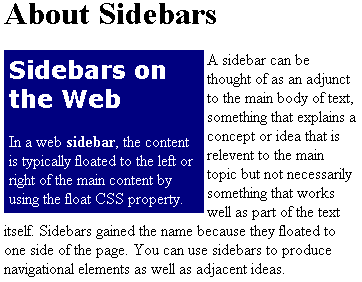 About Sidebars
Sidebars on
the Web
In a web sidebar, the content
is typically floated to the left or
right of the main content by
using the float CSS property.
A sidebar can be
thought of as an adjunct
to the main body of text,
something that explains a
concept or idea that is
relevent to the main
topic but not necessarily
something that works
well as part of the text
itself. Sidebars gained the name because they floated to
one side of the page. You can use sidebars to produce
navigational elements as well as adjacent ideas.